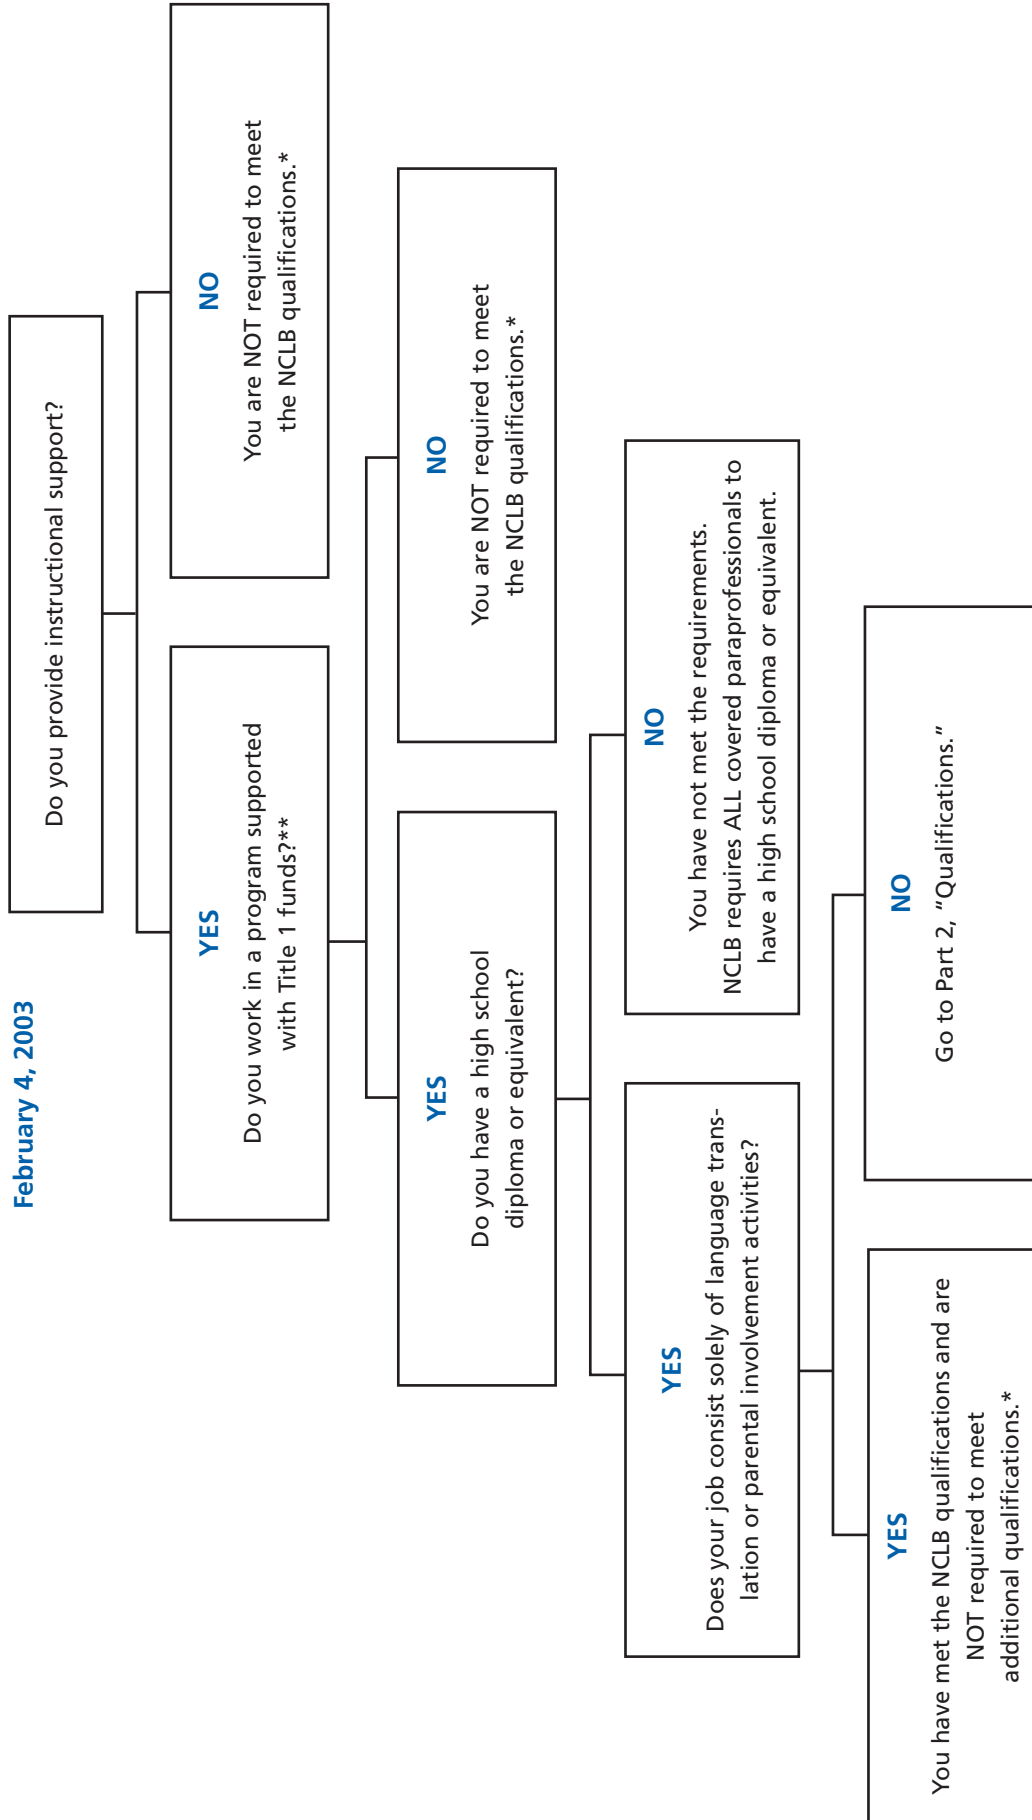 February 4, 2003
Do you provide instructional support?
YES
Do you work in a program supported
with Title 1 funds?**
NO
You are NOT required to meet
the NCLB qualifications.*
YES
Do you have a high school
diploma or equivalent?
NO
You are NOT required to meet
the NCLB qualifications.*
YES
Does your job consist solely of language trans-
lation or parental involvement activities?
NO
You have not met the requirements.
NCLB requires ALL covered paraprofessionals to
have a high school diploma or equivalent.
YES
You have met the NCLB qualifications and are
NOT required to meet
additional qualifications.*
NO
Go to Part 2, “Qualifications.”